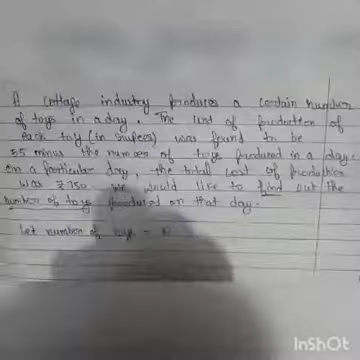 A cottage industry produces a certain number
of toys in a day. The cost of production of
each toy (in rupees) was found to be
55 minus the number of toys produced in a day.
On a particular day, the total cost of production
was ₹750. We would like to find out the
number of toys produced on that day.
Let number of toys =
InShOt